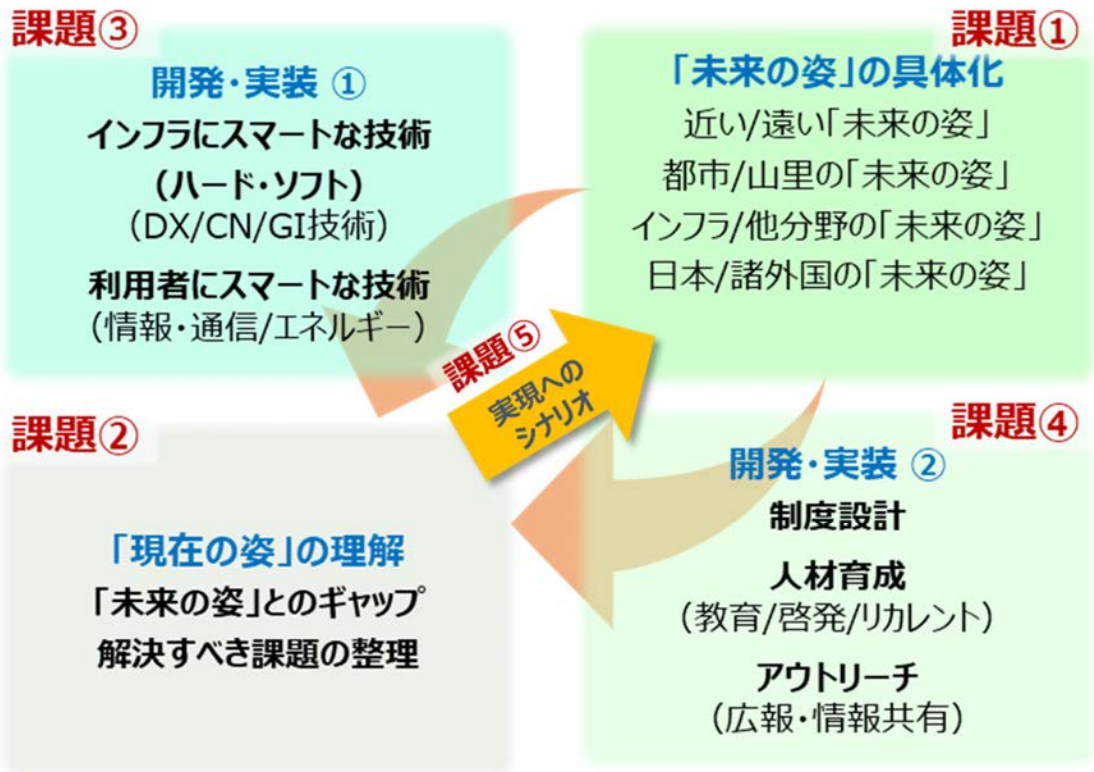 課題③
開発・実装 ①
インフラにスマートな技術
(ハード・ソフト)
(DX/CN/GI技術)
利用者にスマートな技術
(情報・通信/エネルギー)
課題①
「未来の姿」の具体化
近い/遠い「未来の姿」
都市/山里の「未来の姿」
インフラ/他分野の「未来の姿」
日本/諸外国の「未来の姿」
課題⑤
実現への
シナリオ
課題②
「現在の姿」の理解
「未来の姿」とのギャップ
解決すべき課題の整理
課題④
開発・実装 ②
制度設計
人材育成
(教育/啓発/リカレント)
アウトリーチ
(広報・情報共有)